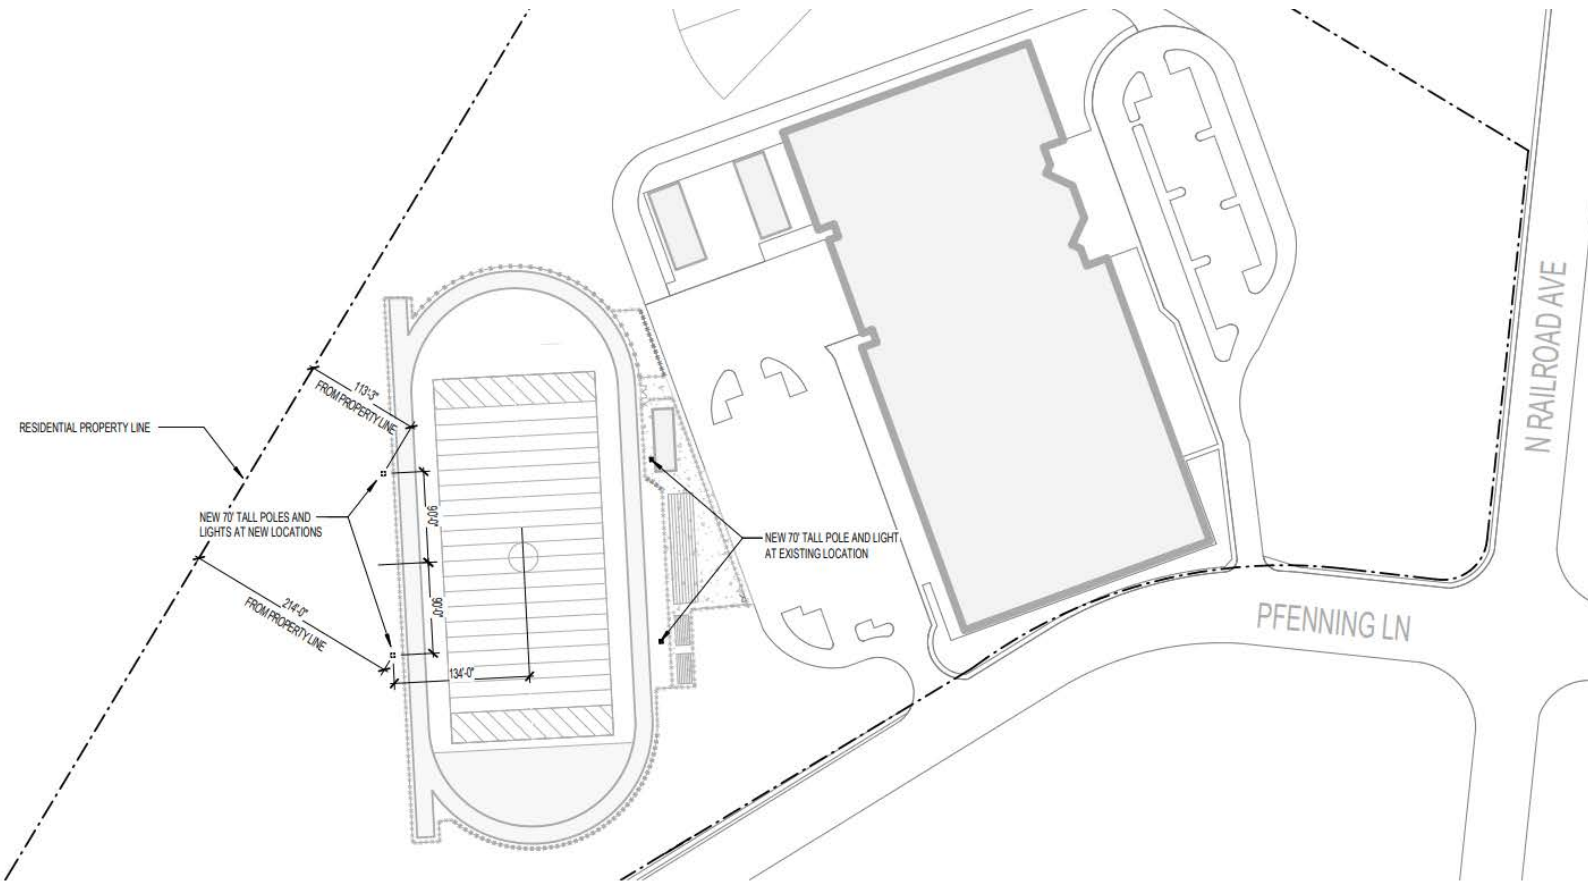 N RAILROAD AVE
113'-3"
FROM PROPERTY LINE
RESIDENTIAL PROPERTY LINE
NEW 70' TALL POLES AND
LIGHTS AT NEW LOCATIONS
90'-0"
NEW 70' TALL POLE AND LIGHT
AT EXISTING LOCATION
214'-0"
FROM PROPERTY LINE
90'-0"
PFENNING LN
134'-0"